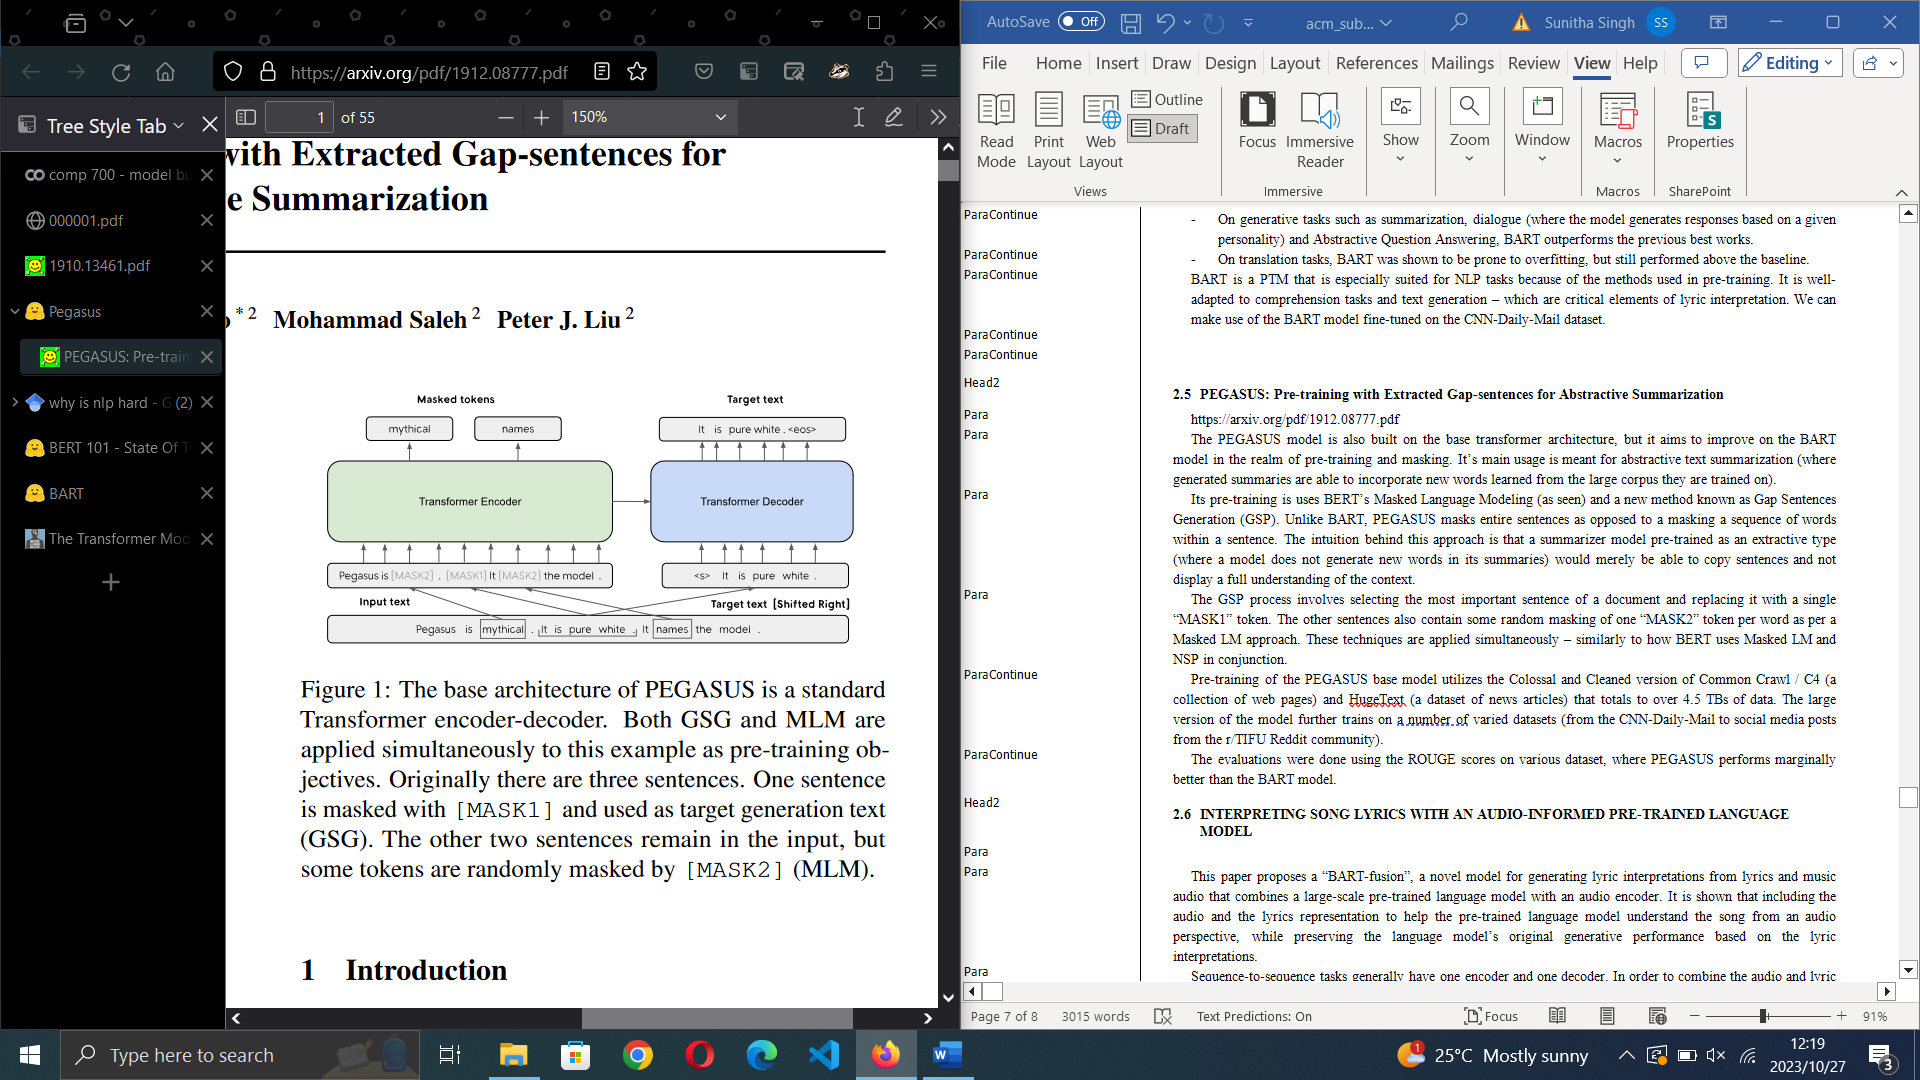 https://arxiv.org/pdf/1912.08777.pdf
Tree Style Tab
1 of 55
150%
comp 700 - model bu
000001.pdf
1910.13461.pdf
Pegasus
PEGASUS: Pre-train
why is nlp hard - G (2)
BERT 101 - State Of T
BART
The Transformer Mod
with Extracted Gap-sentences for
e Summarization
*2 Mohammad Saleh 2 Peter J. Liu 2
Masked tokens
Target text
mythical
names
It is pure white . <eos>
Transformer Encoder
Transformer Decoder
Pegasus is [MASK2] . [MASK1] It [MASK2] the model .
<s> It is pure white .
Input text
Target text [Shifted Right]
Pegasus is mythical . It is pure white . It names the model .
Figure 1: The base architecture of PEGASUS is a standard
Transformer encoder-decoder. Both GSG and MLM are
applied simultaneously to this example as pre-training ob-
jectives. Originally there are three sentences. One sentence
is masked with [MASK1] and used as target generation text
(GSG). The other two sentences remain in the input, but
some tokens are randomly masked by [MASK2] (MLM).
1 Introduction
AutoSave Off
acm_sub...
Sunitha Singh SS
File Home Insert Draw Design Layout References Mailings Review View Help
Editing
Read Mode
Print Layout
Web Layout
Outline
Draft
Views
Focus
Immersive Reader
Immersive
Show
Zoom
Window
Macros
Macros
Properties
SharePoint
ParaContinue
- On generative tasks such as summarization, dialogue (where the model generates responses based on a given
personality) and Abstractive Question Answering, BART outperforms the previous best works.
ParaContinue
- On translation tasks, BART was shown to be prone to overfitting, but still performed above the baseline.
ParaContinue
BART is a PTM that is especially suited for NLP tasks because of the methods used in pre-training. It is well-
adapted to comprehension tasks and text generation – which are critical elements of lyric interpretation. We can
make use of the BART model fine-tuned on the CNN-Daily-Mail dataset.
ParaContinue
ParaContinue
Head2
2.5 PEGASUS: Pre-training with Extracted Gap-sentences for Abstractive Summarization
Para
https://arxiv.org/pdf/1912.08777.pdf
Para
The PEGASUS model is also built on the base transformer architecture, but it aims to improve on the BART
model in the realm of pre-training and masking. It’s main usage is meant for abstractive text summarization (where
generated summaries are able to incorporate new words learned from the large corpus they are trained on).
Para
Its pre-training is uses BERT’s Masked Language Modeling (as seen) and a new method known as Gap Sentences
Generation (GSP). Unlike BART, PEGASUS masks entire sentences as opposed to a masking a sequence of words
within a sentence. The intuition behind this approach is that a summarizer model pre-trained as an extractive type
(where a model does not generate new words in its summaries) would merely be able to copy sentences and not
display a full understanding of the context.
Para
The GSP process involves selecting the most important sentence of a document and replacing it with a single
“MASK1” token. The other sentences also contain some random masking of one “MASK2” token per word as per a
Masked LM approach. These techniques are applied simultaneously – similarly to how BERT uses Masked LM and
NSP in conjunction.
ParaContinue
Pre-training of the PEGASUS base model utilizes the Colossal and Cleaned version of Common Crawl / C4 (a
collection of web pages) and HugeText (a dataset of news articles) that totals to over 4.5 TBs of data. The large
version of the model further trains on a number of varied datasets (from the CNN-Daily-Mail to social media posts
from the r/TIFU Reddit community).
ParaContinue
The evaluations were done using the ROUGE scores on various dataset, where PEGASUS performs marginally
better than the BART model.
Head2
2.6 INTERPRETING SONG LYRICS WITH AN AUDIO-INFORMED PRE-TRAINED LANGUAGE
MODEL
Para
Para
This paper proposes a “BART-fusion”, a novel model for generating lyric interpretations from lyrics and music
audio that combines a large-scale pre-trained language model with an audio encoder. It is shown that including the
audio and the lyrics representation to help the pre-trained language model understand the song from an audio
perspective, while preserving the language model’s original generative performance based on the lyric
interpretations.
Para
Sequence-to-sequence tasks generally have one encoder and one decoder. In order to combine the audio and lyric
Page 7 of 8 3015 words Text Predictions: On Focus 91%
Type here to search
1 25°C Mostly sunny
12:19
2023/10/27
3